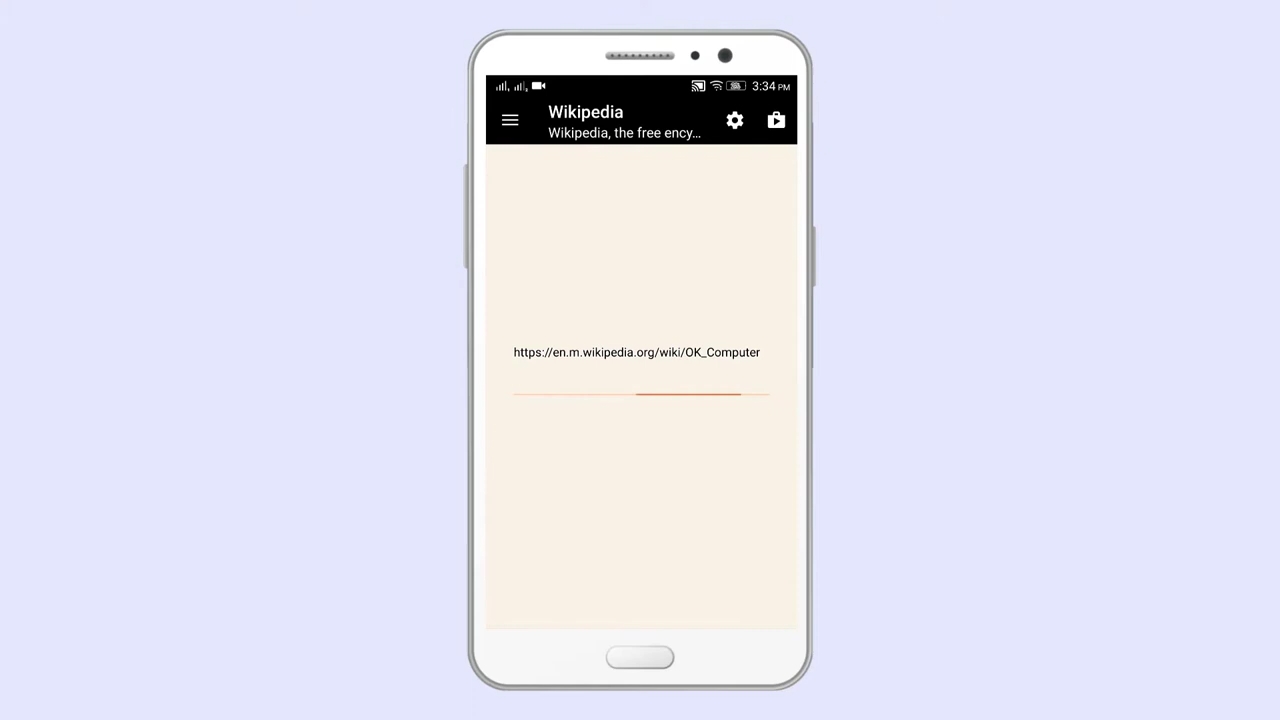 3:34 PM
Wikipedia
Wikipedia, the free ency...
https://en.m.wikipedia.org/wiki/OK_Computer